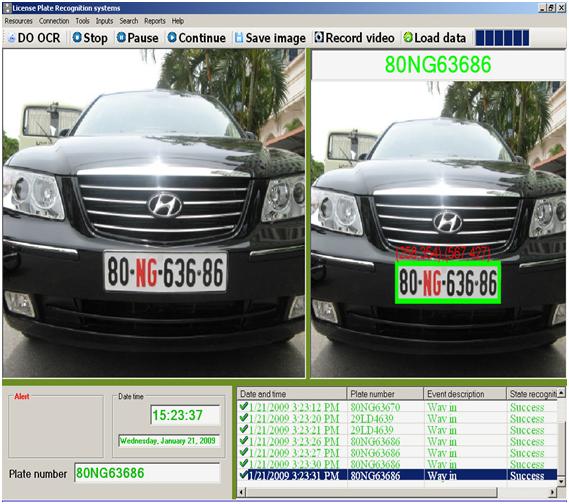 License Plate Recognition systems
Resources Connection Tools Inputs Search Reports Help
DO OCR Stop Pause Continue Save image Record video Load data
80NG63686
80-NG-636-86
(258,254),(567,427)
80-NG-636-86
Alert
Date time
15:23:37
Wednesday, January 21, 2009
Plate number 80NG63686
Date and time Plate number Event description State recogniti
1/21/2009 3:23:12 PM 80NG63670 Way in Success
1/21/2009 3:23:20 PM 29LD4639 Way in Success
1/21/2009 3:23:21 PM 29LD4639 Way in Success
1/21/2009 3:23:26 PM 80NG63686 Way in Success
1/21/2009 3:23:27 PM 80NG63686 Way in Success
1/21/2009 3:23:30 PM 80NG63686 Way in Success
1/21/2009 3:23:31 PM 80NG63686 Way in Success